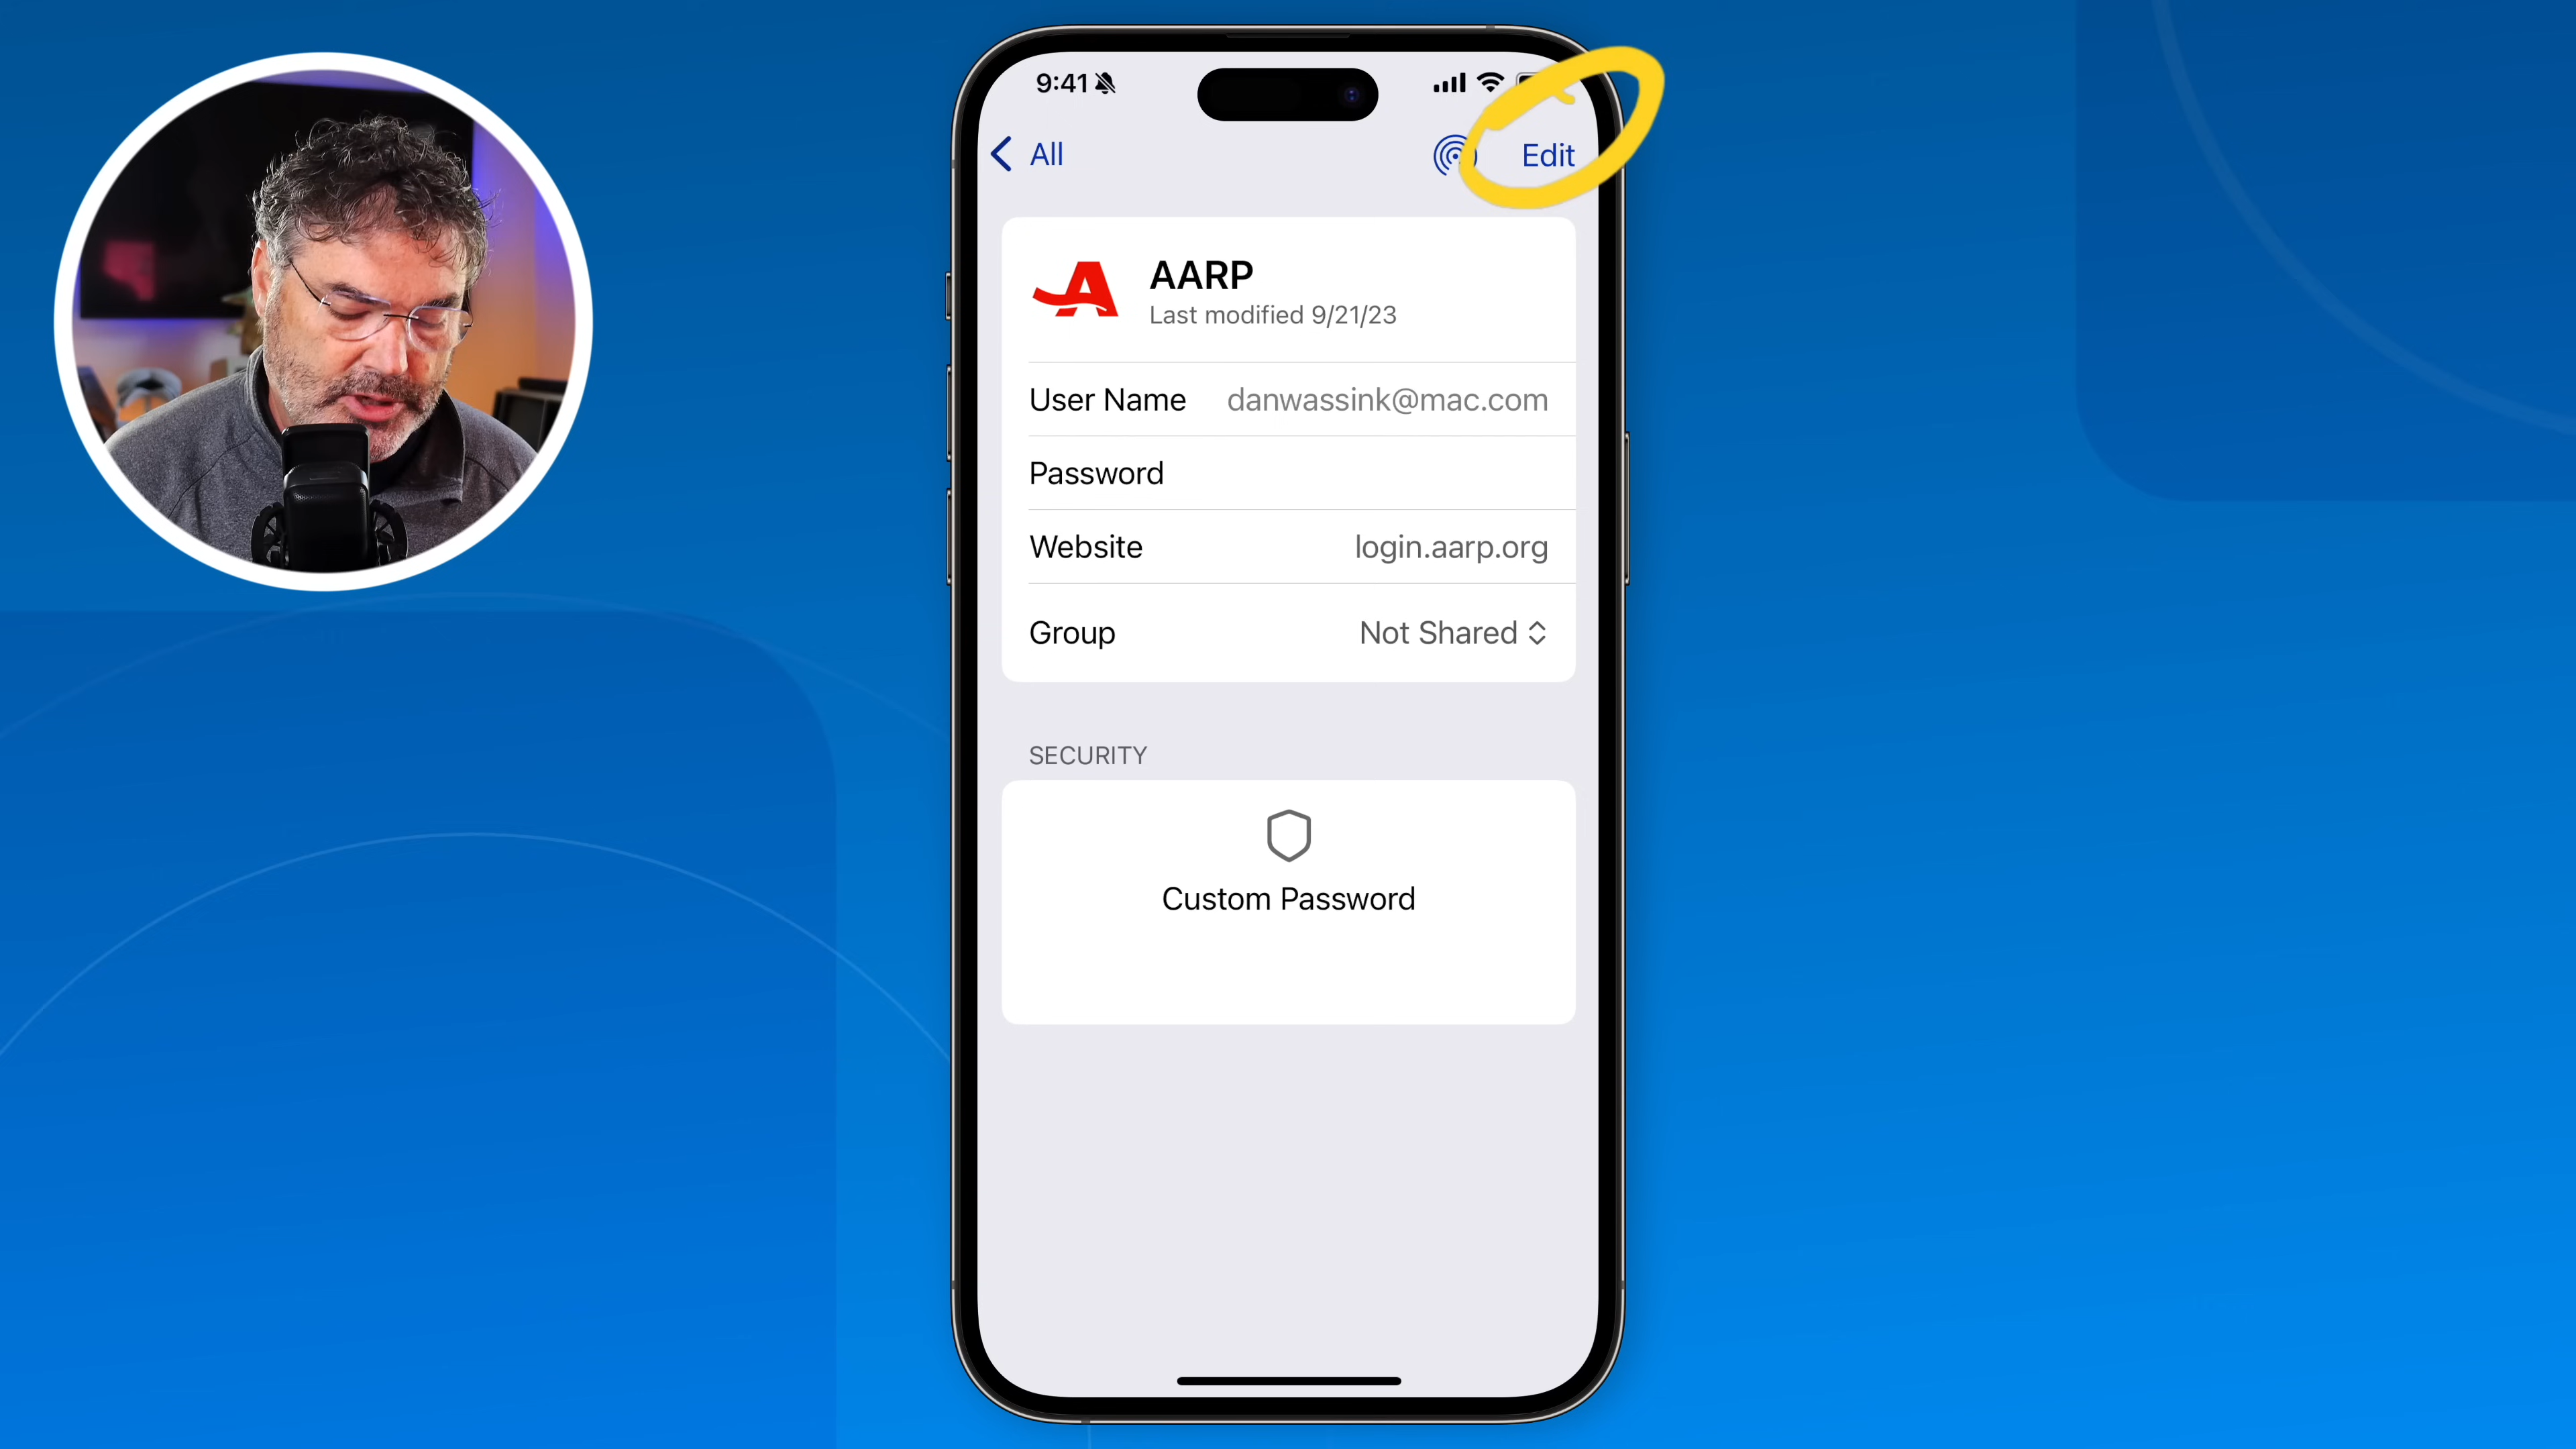 9:41
All
Edit
AARP
Last modified 9/21/23
User Name danwassink@mac.com
Password
Website login.aarp.org
Group Not Shared
SECURITY
Custom Password